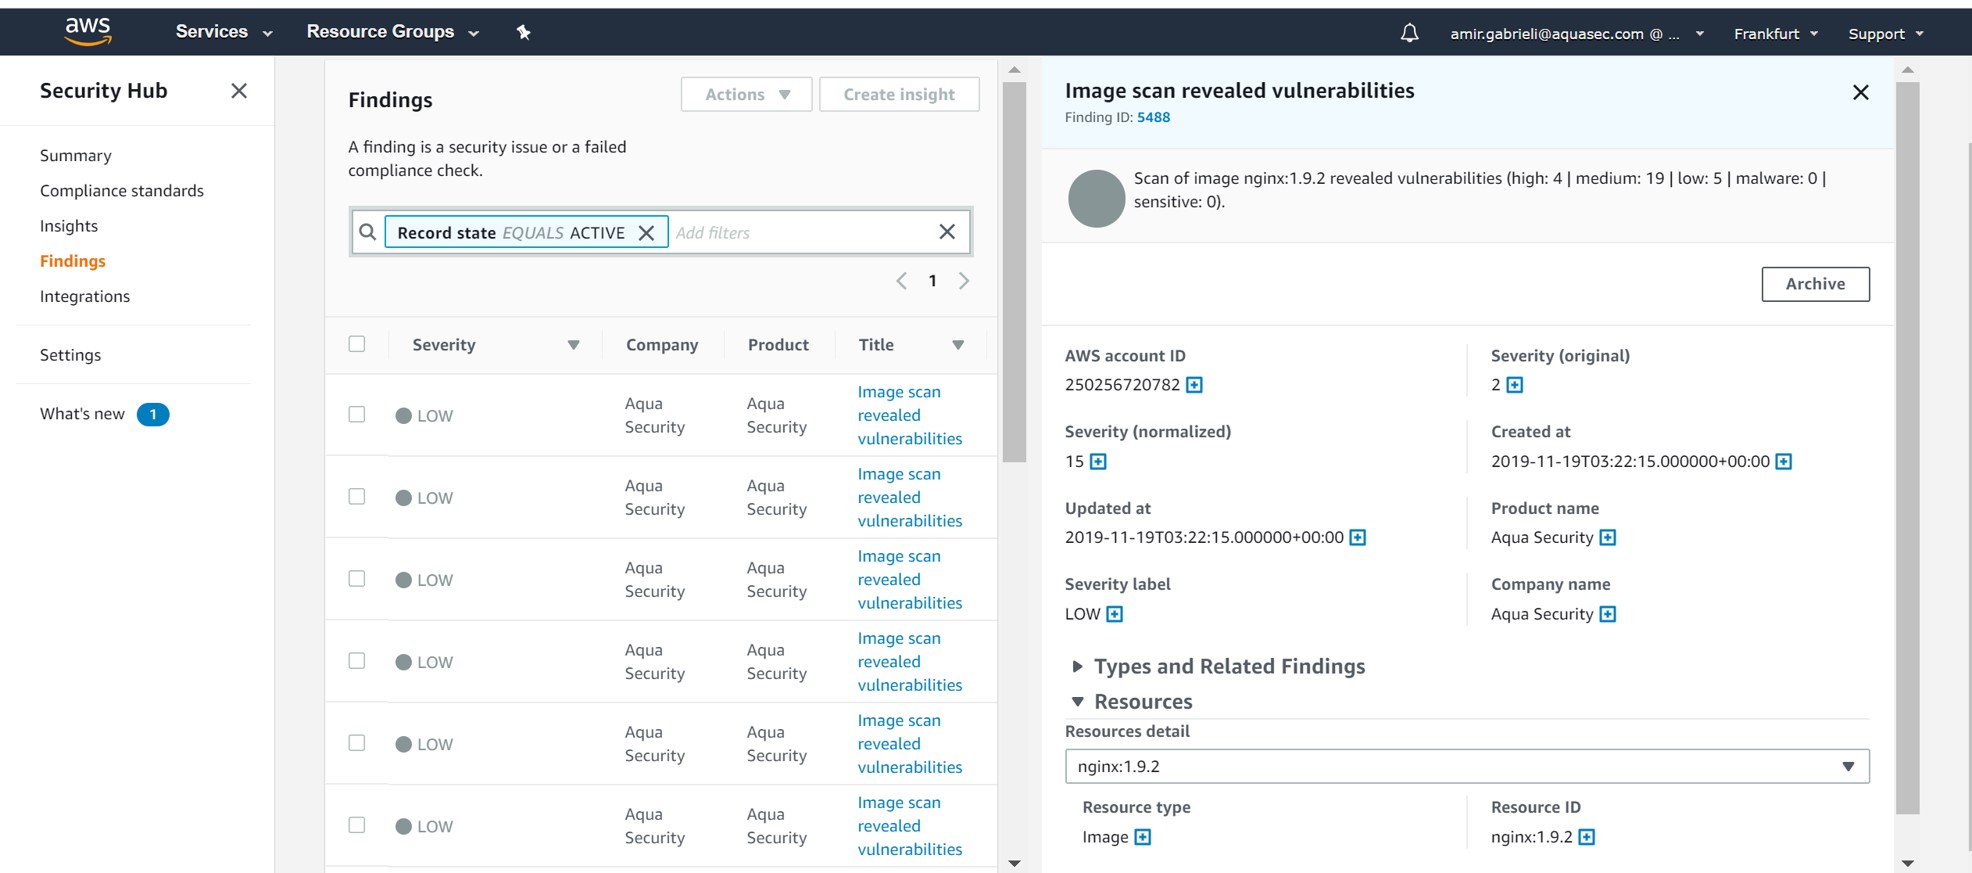 aws
Services
Resource Groups
amir.gabrieli@aquasec.com @ ...
Frankfurt
Support
Security Hub
Summary
Compliance standards
Insights
Findings
Integrations
Settings
What's new 1
Findings
Actions
Create insight
A finding is a security issue or a failed
compliance check.
Record state EQUALS ACTIVE
Add filters
1
Severity
Company
Product
Title
LOW
Aqua
Security
Aqua
Security
Image scan
revealed
vulnerabilities
LOW
Aqua
Security
Aqua
Security
Image scan
revealed
vulnerabilities
LOW
Aqua
Security
Aqua
Security
Image scan
revealed
vulnerabilities
LOW
Aqua
Security
Aqua
Security
Image scan
revealed
vulnerabilities
LOW
Aqua
Security
Aqua
Security
Image scan
revealed
vulnerabilities
LOW
Aqua
Security
Aqua
Security
Image scan
revealed
vulnerabilities
Image scan revealed vulnerabilities
Finding ID: 5488
Scan of image nginx:1.9.2 revealed vulnerabilities (high: 4 | medium: 19 | low: 5 | malware: 0 |
sensitive: 0).
Archive
AWS account ID
250256720782
Severity (original)
2
Severity (normalized)
15
Created at
2019-11-19T03:22:15.000000+00:00
Updated at
2019-11-19T03:22:15.000000+00:00
Product name
Aqua Security
Severity label
LOW
Company name
Aqua Security
Types and Related Findings
Resources
Resources detail
nginx:1.9.2
Resource type
Image
Resource ID
nginx:1.9.2